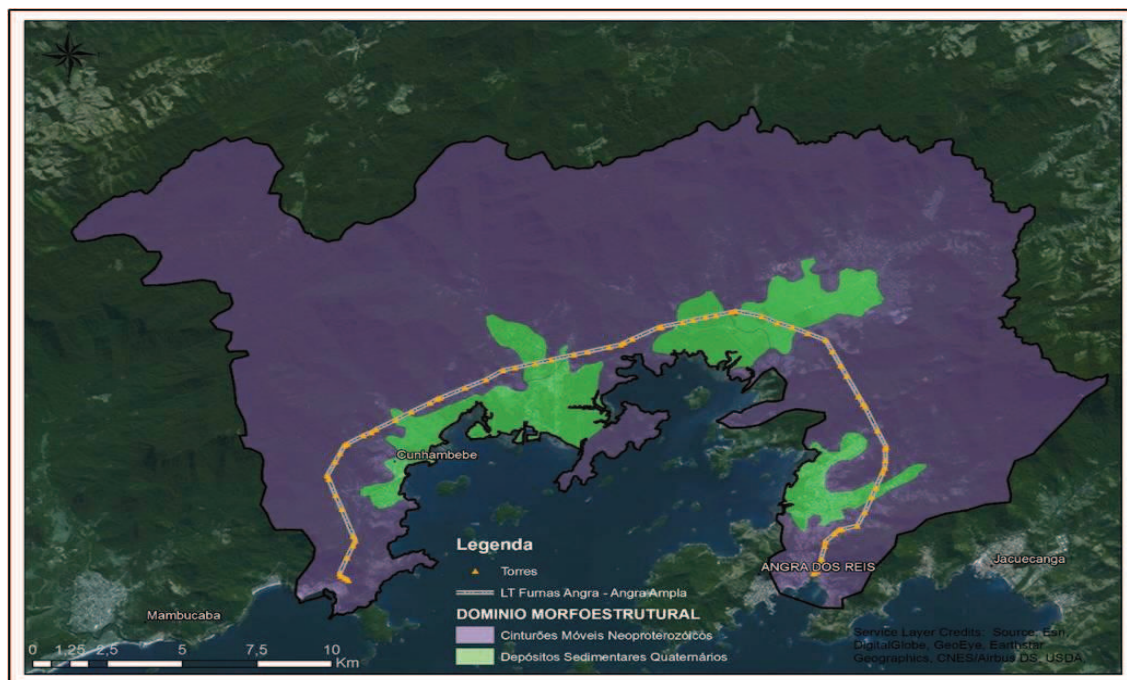 Cunhambebe
Legenda
Torres
ANGRA DOS REIS
Jacuecanga
LT Furnas Angra - Angra Ampla
Mambucaba
DOMINIO MORFOESTRUTURAL
Cinturões Móveis Neoproterozóicos
Depósitos Sedimentares Quaternários
0 1,25 2,5 5 7,5 10
Km
Service Layer Credits: Source: Esri,
DigitalGlobe, GeoEye, Earthstar
Geographics, CNES/Airbus DS, USDA,